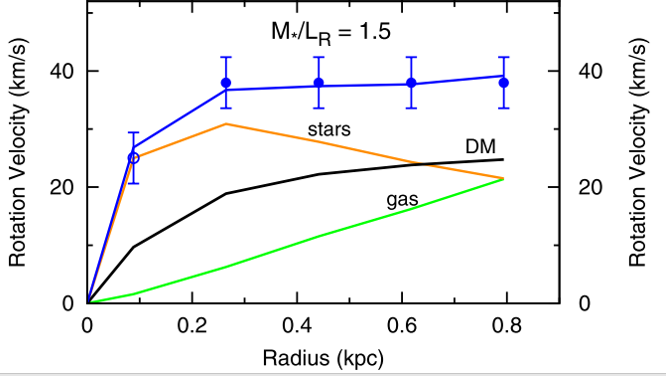 M*/L_R = 1.5
Rotation Velocity (km/s)
40
20
0
stars
DM
gas
40
20
0
Rotation Velocity (km/s)
0 0.2 0.4 0.6 0.8
Radius (kpc)